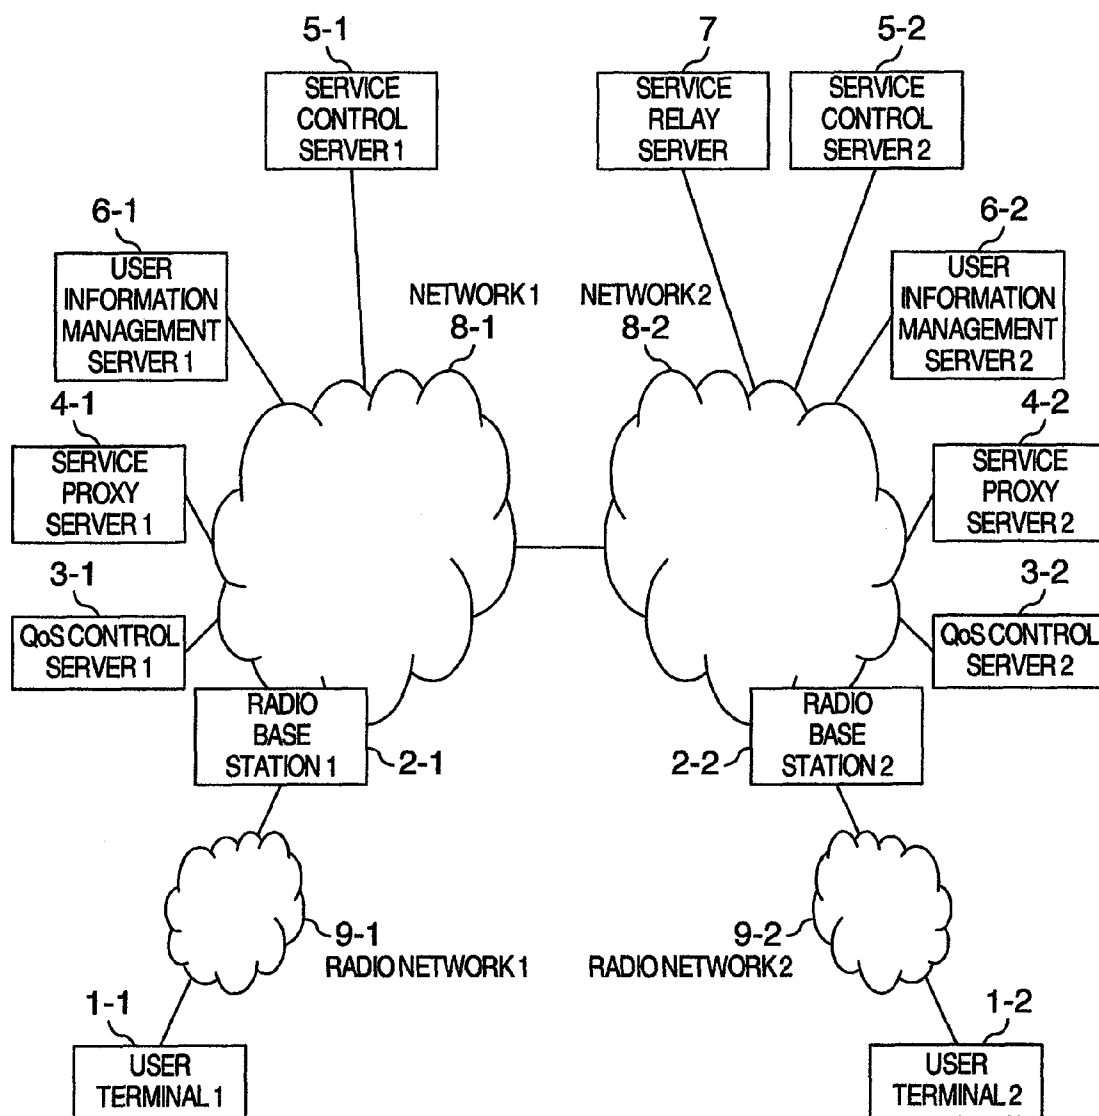 5-1
7
5-2
SERVICE
CONTROL
SERVER 1
SERVICE
RELAY
SERVER
SERVICE
CONTROL
SERVER 2
6-1
6-2
USER
INFORMATION
MANAGEMENT
SERVER 1
USER
INFORMATION
MANAGEMENT
SERVER 2
NETWORK 1
8-1
NETWORK 2
8-2
4-1
4-2
SERVICE
PROXY
SERVER 1
SERVICE
PROXY
SERVER 2
3-1
3-2
QoS CONTROL
SERVER 1
QoS CONTROL
SERVER 2
RADIO
BASE
STATION 1
2-1
2-2
RADIO
BASE
STATION 2
9-1
RADIO NETWORK 1
9-2
RADIO NETWORK 2
1-1
1-2
USER
TERMINAL 1
USER
TERMINAL 2